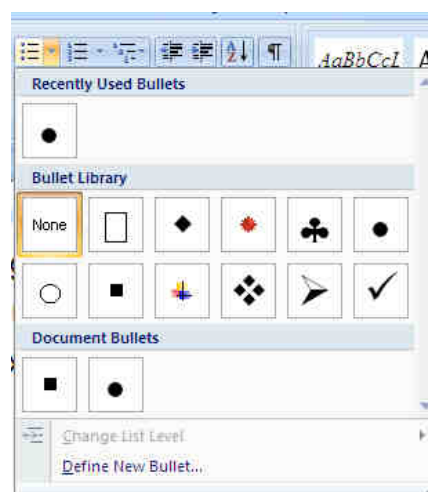 AaBbCcI
Recently Used Bullets
Bullet Library
None
Document Bullets
Change List Level
Define New Bullet...